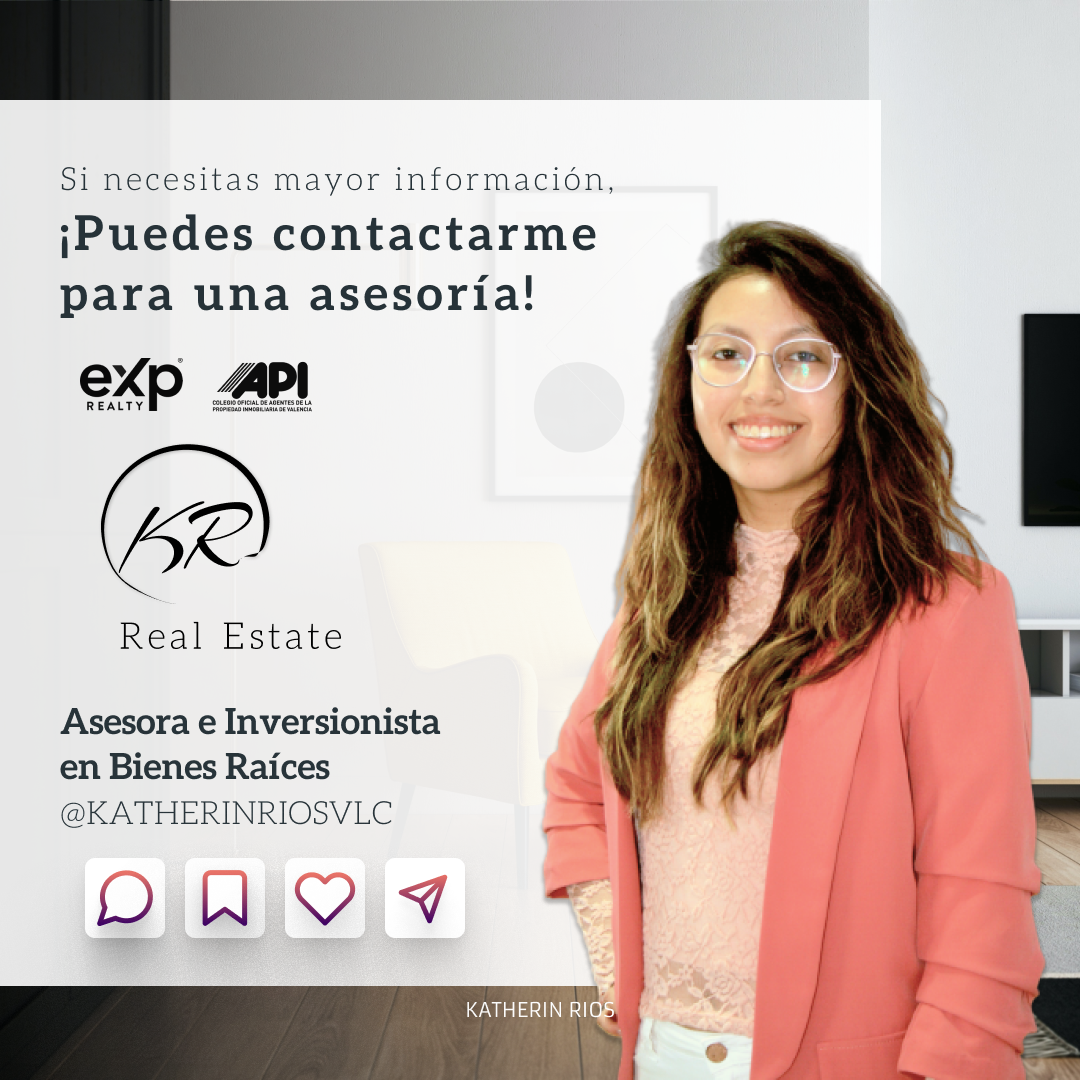 Si necesitas mayor información,
¡Puedes contactarme
para una asesoría!
eXp®
REALTY
API
COLEGIO OFICIAL DE AGENTES DE LA
PROPIEDAD INMOBILIARIA DE VALENCIA
KR
Real Estate
Asesora e Inversionista
en Bienes Raíces
@KATHERINRIOSVLC
KATHERIN RIOS